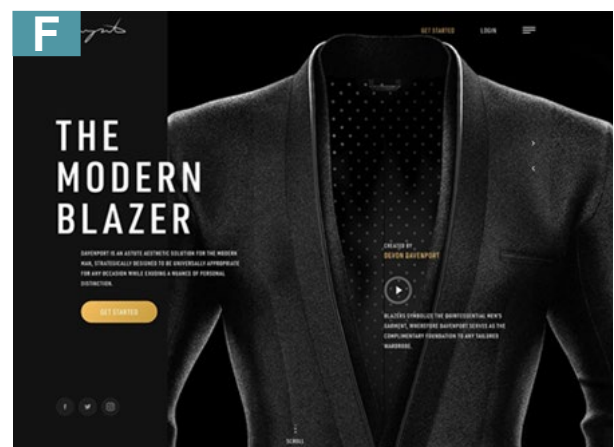 F
GET STARTED
LOGIN
THE
MODERN
BLAZER
DAVENPORT IS AN ASTUTE AESTHETIC SOLUTION FOR THE MODERN
MAN, STRATEGICALLY DESIGNED TO BE UNIVERSALLY APPROPRIATE
FOR ANY OCCASION WHILE EXUDING A NUANCE OF PERSONAL
DISTINCTION.
GET STARTED
CREATED BY
DEVON DAVENPORT
BLAZERS SYMBOLIZE THE QUINTESSENTIAL MEN'S
GARMENT, WHEREFORE DAVENPORT SERVICE AS THE
COMPLIMENTARY FOUNDATION TO ANY TAILORED
WARDROBE.
SCROLL